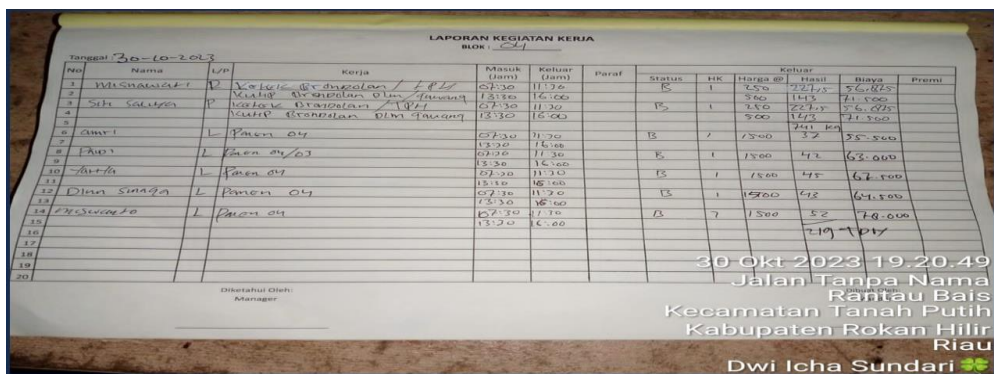 LAPORAN KEGIATAN KERJA
BLOK : 04
Tanggal : 30-10-2023
No Nama L/P Kerja Masuk (Jam) Keluar (Jam) Paraf Status HK Harga @ Hasil Biaya Premi
Keluar
1 P Brondolan / TPH 07:30 11:30 B 1 250 227,5 56.875
2 Kutip Brondolan Dlm 13:30 16:00 500 143 71.500
3 Siti P Brondolan / TPH 07:30 11:30 B 1 250 227,5 56.875
4 Kutip Brondolan Dlm 13:30 16:00 500 143 71.500
5 741 kg
6 Amri L Panen 04 07:30 11:30 B 1 1500 37 55.500
7 13:30 16:00
8 L Panen 04/03 07:30 11:30 B 1 1500 42 63.000
9 13:30 16:00
10 L Panen 04 07:30 11:30 B 1 1500 45 67.500
11 13:30 16:00
12 Dina Sinaga L Panen 04 07:30 11:30 B 1 1500 43 64.500
13 13:30 16:00
14 L Panen 04 07:30 11:30 B 1500 52 78.000
15 13:30 16:00
16 219
17
18
19
20
Diketahui Oleh:
Manager
Dibuat Oleh:
30 Okt 2023 19.20.49
Jalan Tanpa Nama
Rantau Bais
Kecamatan Tanah Putih
Kabupaten Rokan Hilir
Riau
Dwi Icha Sundari🍀